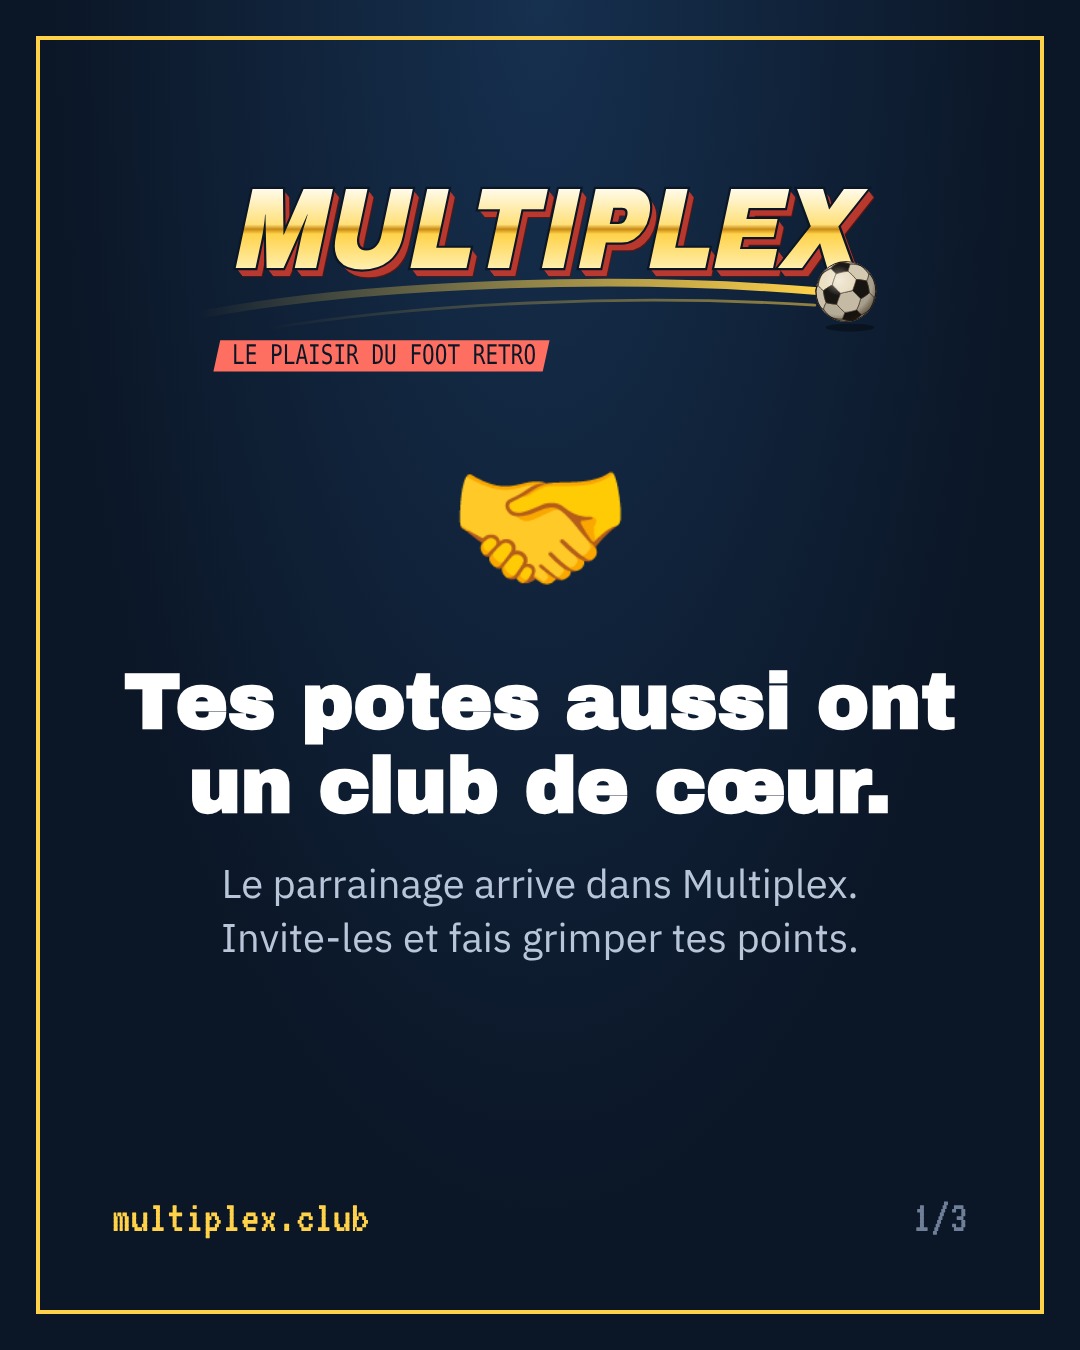 MULTIPLEX
LE PLAISIR DU FOOT RETRO
Tes potes aussi ont
un club de cœur.
Le parrainage arrive dans Multiplex.
Invite-les et fais grimper tes points.
multiplex.club
1/3